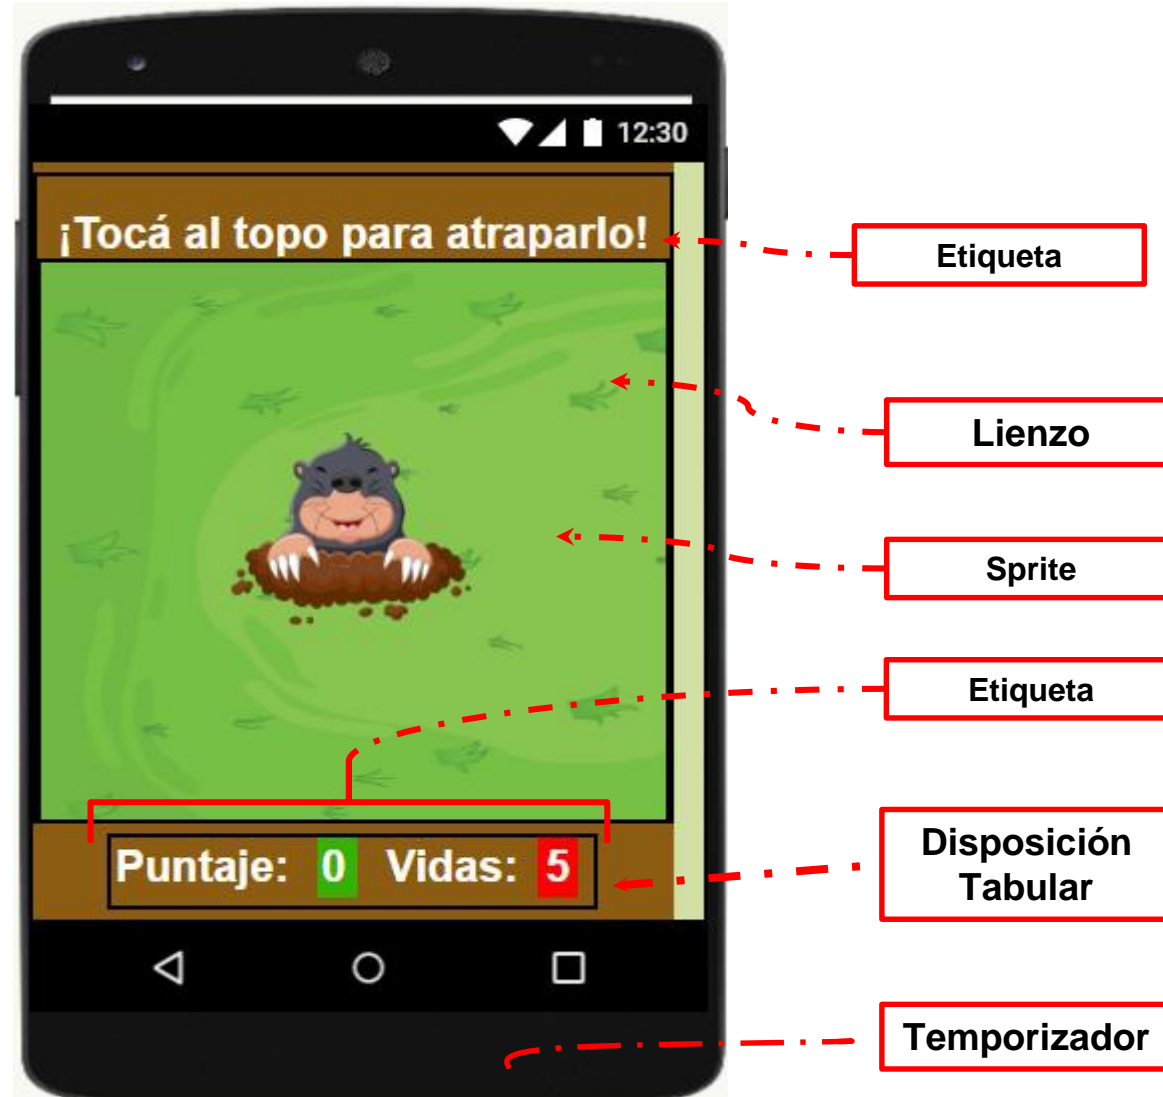 12:30
¡Tocá al topo para atraparlo!
Etiqueta
Lienzo
Sprite
Etiqueta
Puntaje: 0 Vidas: 5
Disposición
Tabular
Temporizador